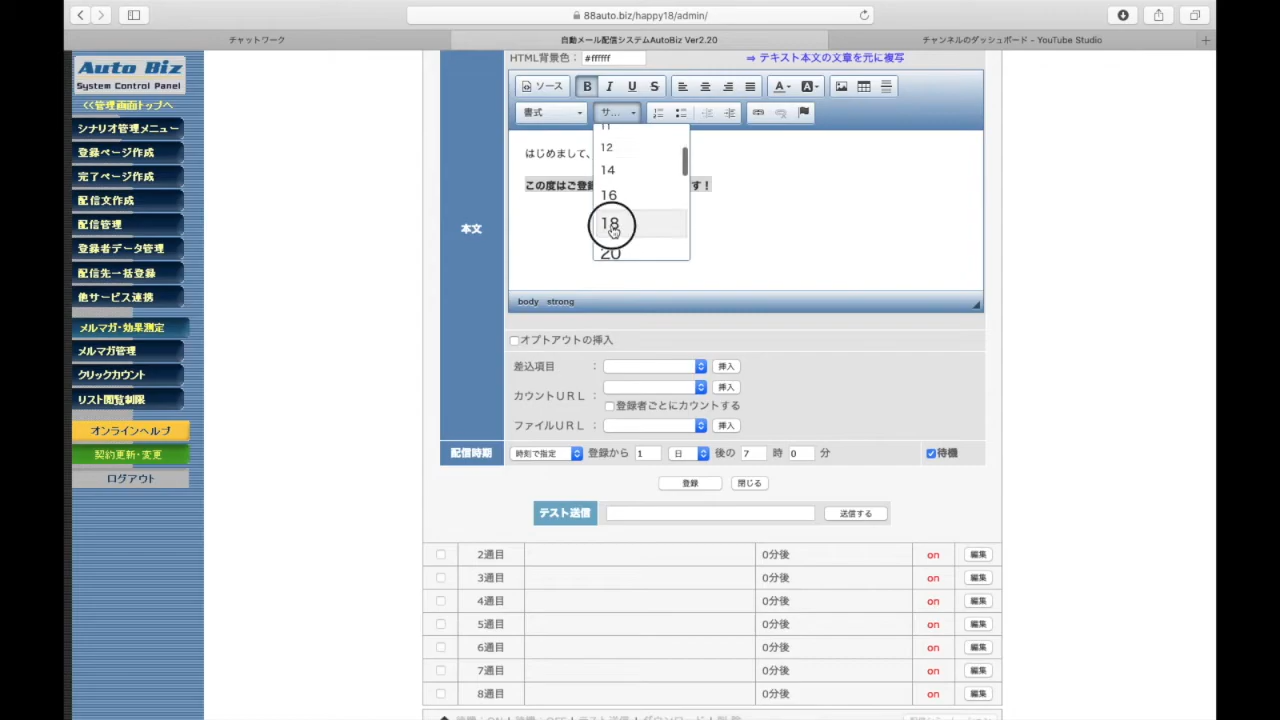 88auto.biz/happy18/admin/
チャットワーク
自動メール配信システムAutoBiz Ver2.20
チャンネルのダッシュボード - YouTube Studio
Auto Biz
System Control Panel
<<管理画面トップへ
シナリオ管理メニュー
登録ページ作成
完了ページ作成
配信文作成
配信管理
登録者データ管理
配信先一括登録
他サービス連携
メルマガ・効果測定
メルマガ管理
クリックカウント
リスト閲覧制限
オンラインヘルプ
契約更新・変更
ログアウト
HTML背景色： #ffffff
⇒ テキスト本文の文章を元に複写
ソース B I U S
書式 サ...
本文
はじめまして、
この度はご登録
す！
11
12
14
16
18
20
body strong
オプトアウトの挿入
差込項目 ： 挿入
カウントＵＲＬ ： 挿入
登録者ごとにカウントする
ファイルＵＲＬ ： 挿入
配信時期 時刻で指定 登録から 1 日 後の 7 時 0 分 待機
登録 閉じる
テスト送信 送信する
2通目 0分後 on 編集
3通目 0分後 on 編集
4通目 0分後 on 編集
5通目 0分後 on 編集
6通目 0分後 on 編集
7通目 0分後 on 編集
8通目 0分後 on 編集